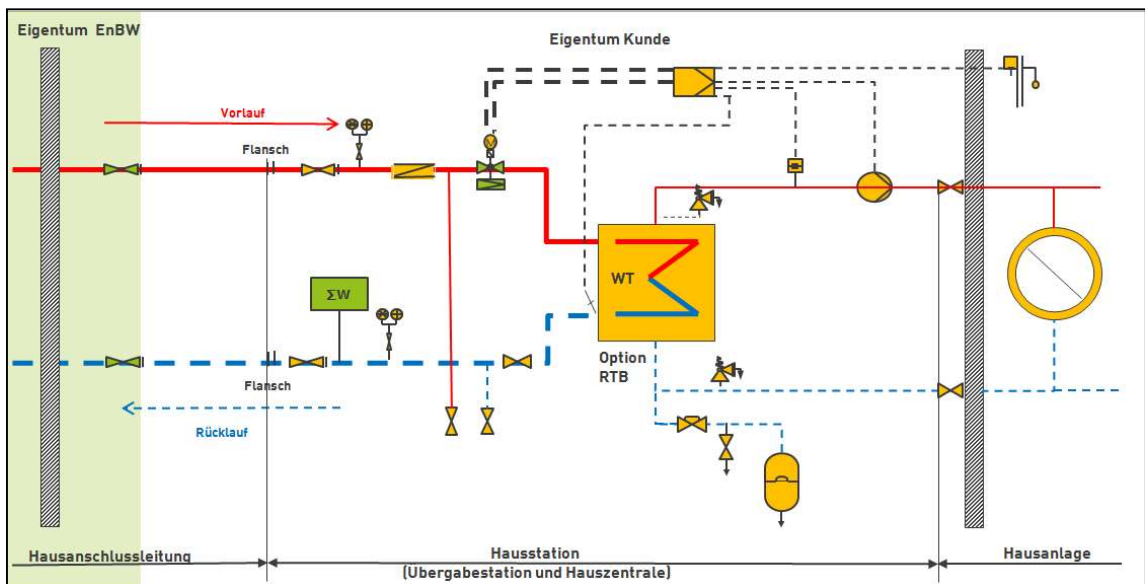 Eigentum EnBW
Eigentum Kunde
Vorlauf
Flansch
ΣW
WT
Option
RTB
Flansch
Rücklauf
Hausanschlussleitung
Hausstation
(Übergabestation und Hauszentrale)
Hausanlage